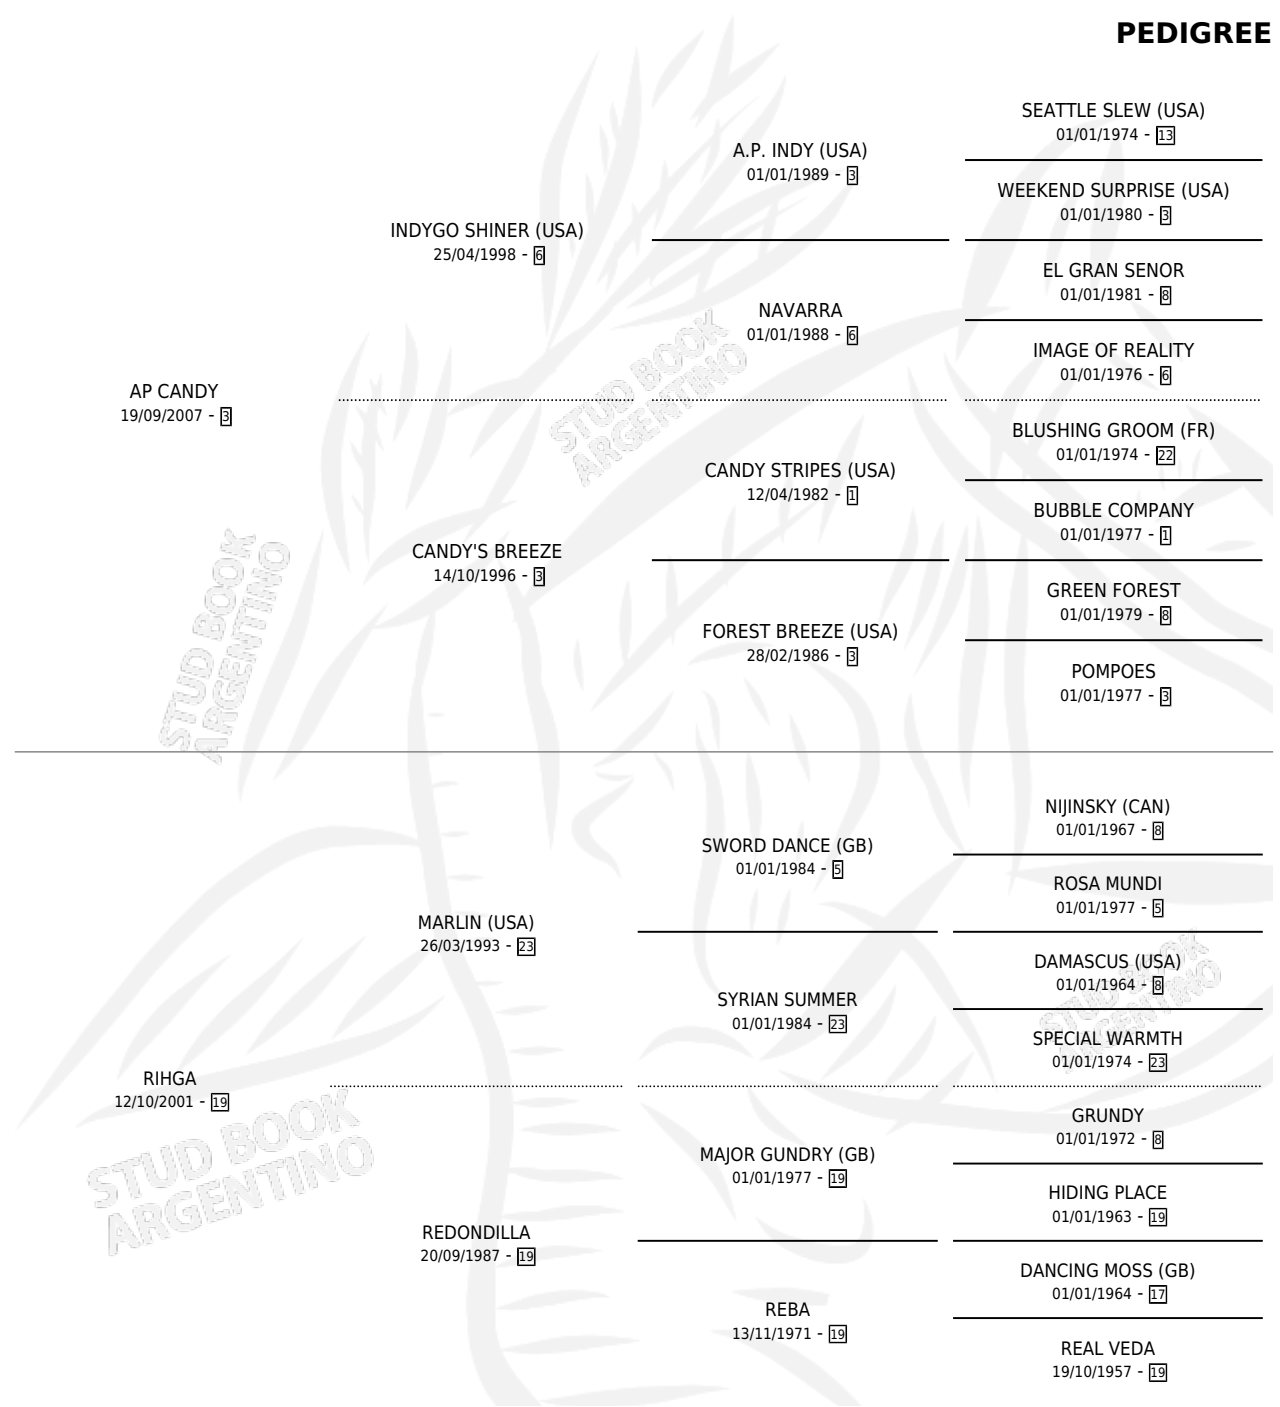 PEDIGREE
SEATTLE SLEW (USA)
01/01/1974 - 13
A.P. INDY (USA)
01/01/1989 - 3
WEEKEND SURPRISE (USA)
01/01/1980 - 3
INDYGO SHINER (USA)
25/04/1998 - 6
EL GRAN SENOR
01/01/1981 - 8
NAVARRA
01/01/1988 - 6
IMAGE OF REALITY
01/01/1976 - 6
AP CANDY
19/09/2007 - 3
BLUSHING GROOM (FR)
01/01/1974 - 22
CANDY STRIPES (USA)
12/04/1982 - 1
BUBBLE COMPANY
01/01/1977 - 1
CANDY'S BREEZE
14/10/1996 - 3
GREEN FOREST
01/01/1979 - 8
FOREST BREEZE (USA)
28/02/1986 - 3
POMPOES
01/01/1977 - 3
STUD BOOK
ARGENTINO
STUD BOOK
ARGENTINO
NIJINSKY (CAN)
01/01/1967 - 8
SWORD DANCE (GB)
01/01/1984 - 5
ROSA MUNDI
01/01/1977 - 5
MARLIN (USA)
26/03/1993 - 23
DAMASCUS (USA)
01/01/1964 - 8
SYRIAN SUMMER
01/01/1984 - 23
SPECIAL WARMTH
01/01/1974 - 23
RIHGA
12/10/2001 - 19
GRUNDY
01/01/1972 - 8
MAJOR GUNDRY (GB)
01/01/1977 - 19
HIDING PLACE
01/01/1963 - 19
REDONDILLA
20/09/1987 - 19
DANCING MOSS (GB)
01/01/1964 - 17
REBA
13/11/1971 - 19
REAL VEDA
19/10/1957 - 19
STUD BOOK
ARGENTINO
STUD BOOK
ARGENTINO